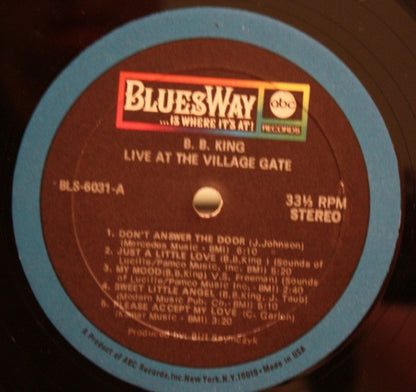 BLUESWAY
...IS WHERE IT'S AT!
abc
RECORDS
B. B. KING
LIVE AT THE VILLAGE GATE
BLS-6031-A
33⅓ RPM
STEREO
1. DON'T ANSWER THE DOOR (J.Johnson)
(Mercedes Music - BMI) 6:10
2. JUST A LITTLE LOVE (B.B.King) (Sounds of
Lucille/Pamco Music, Inc., BMI) 5:20
3. MY MOOD(B.B.King, V.S. Freeman) (Sounds
of Lucille/Pamco Music, Inc. - BMI) 2:40
4. SWEET LITTLE ANGEL (B.B.King, J. Taub)
(Modern Music Pub. Co. - BMI)
5. PLEASE ACCEPT MY LOVE (C. Garlon)
(Kaner Music - BMI) 3:20
Produced by: Bill Szymczyk
A Product of ABC Records, Inc. New York, N.Y. 10019 • Made in USA